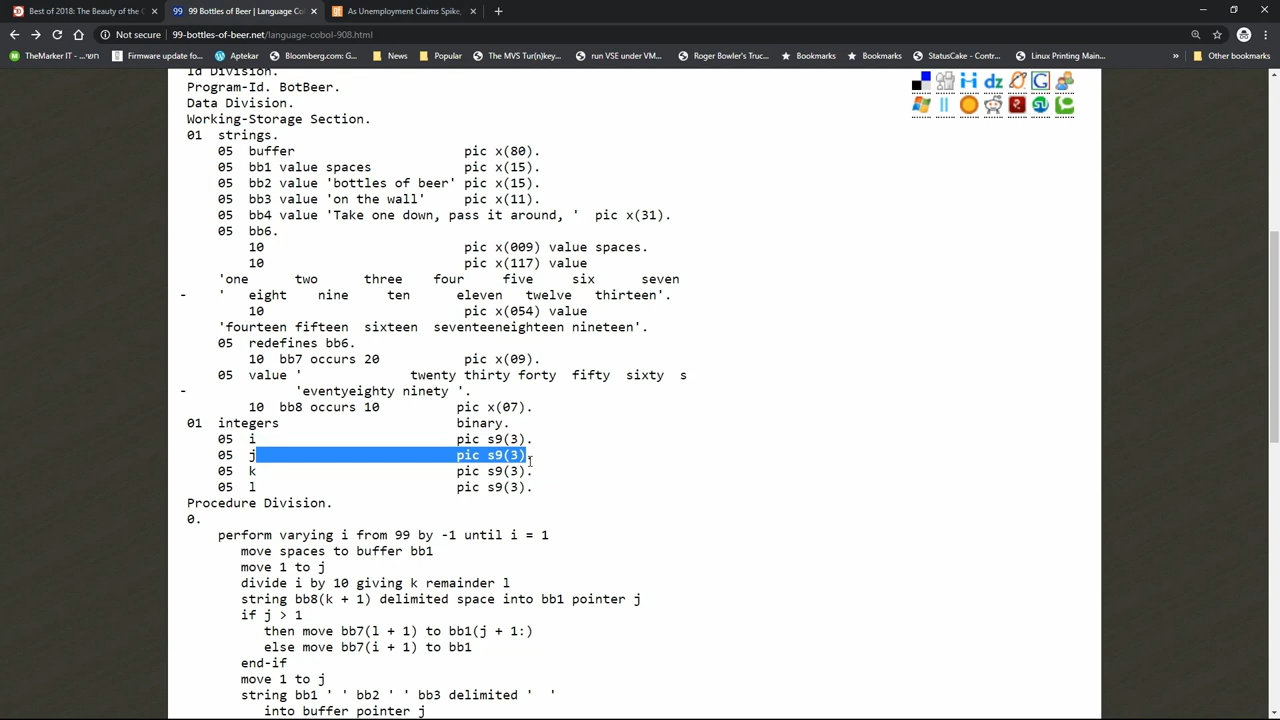 Best of 2018: The Beauty of the C
99 Bottles of Beer | Language Col
As Unemployment Claims Spike,
Not secure | 99-bottles-of-beer.net/language-cobol-908.html
TheMarker IT - חשי...
Firmware update fo...
Aptekar
Bloomberg.com: G...
News
Popular
The MVS Tur(n)key...
run VSE under VM...
Roger Bowler's Truc...
Bookmarks
Bookmarks
StatusCake - Contr...
Linux Printing Main...
»
Other bookmarks
Id Division.
Program-Id. BotBeer.
Data Division.
Working-Storage Section.
01 strings.
05 buffer pic x(80).
05 bb1 value spaces pic x(15).
05 bb2 value 'bottles of beer' pic x(15).
05 bb3 value 'on the wall' pic x(11).
05 bb4 value 'Take one down, pass it around, ' pic x(31).
05 bb6.
10 pic x(009) value spaces.
10 pic x(117) value
'one two three four five six seven
- ' eight nine ten eleven twelve thirteen'.
10 pic x(054) value
'fourteen fifteen sixteen seventeeneighteen nineteen'.
05 redefines bb6.
10 bb7 occurs 20 pic x(09).
05 value ' twenty thirty forty fifty sixty s
- 'eventyeighty ninety '.
10 bb8 occurs 10 pic x(07).
01 integers binary.
05 i pic s9(3).
05 j pic s9(3).
05 k pic s9(3).
05 l pic s9(3).
Procedure Division.
0.
perform varying i from 99 by -1 until i = 1
move spaces to buffer bb1
move 1 to j
divide i by 10 giving k remainder l
string bb8(k + 1) delimited space into bb1 pointer j
if j > 1
then move bb7(l + 1) to bb1(j + 1:)
else move bb7(i + 1) to bb1
end-if
move 1 to j
string bb1 ' ' bb2 ' ' bb3 delimited '  '
into buffer pointer j